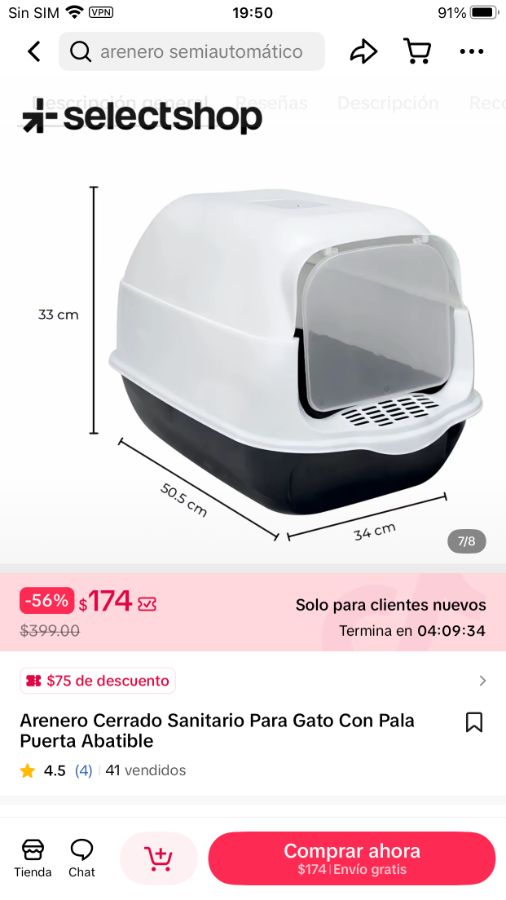 Sin SIM VPN 19:50 91%
arenero semiautomático
Descripción general Reseñas Descripción Reco
selectshop
33 cm
50.5 cm
34 cm
7/8
-56% $174 Solo para clientes nuevos
$399.00 Termina en 04:09:34
$75 de descuento
Arenero Cerrado Sanitario Para Gato Con Pala
Puerta Abatible
4.5 (4) 41 vendidos
Comprar ahora
Tienda Chat $174 Envío gratis